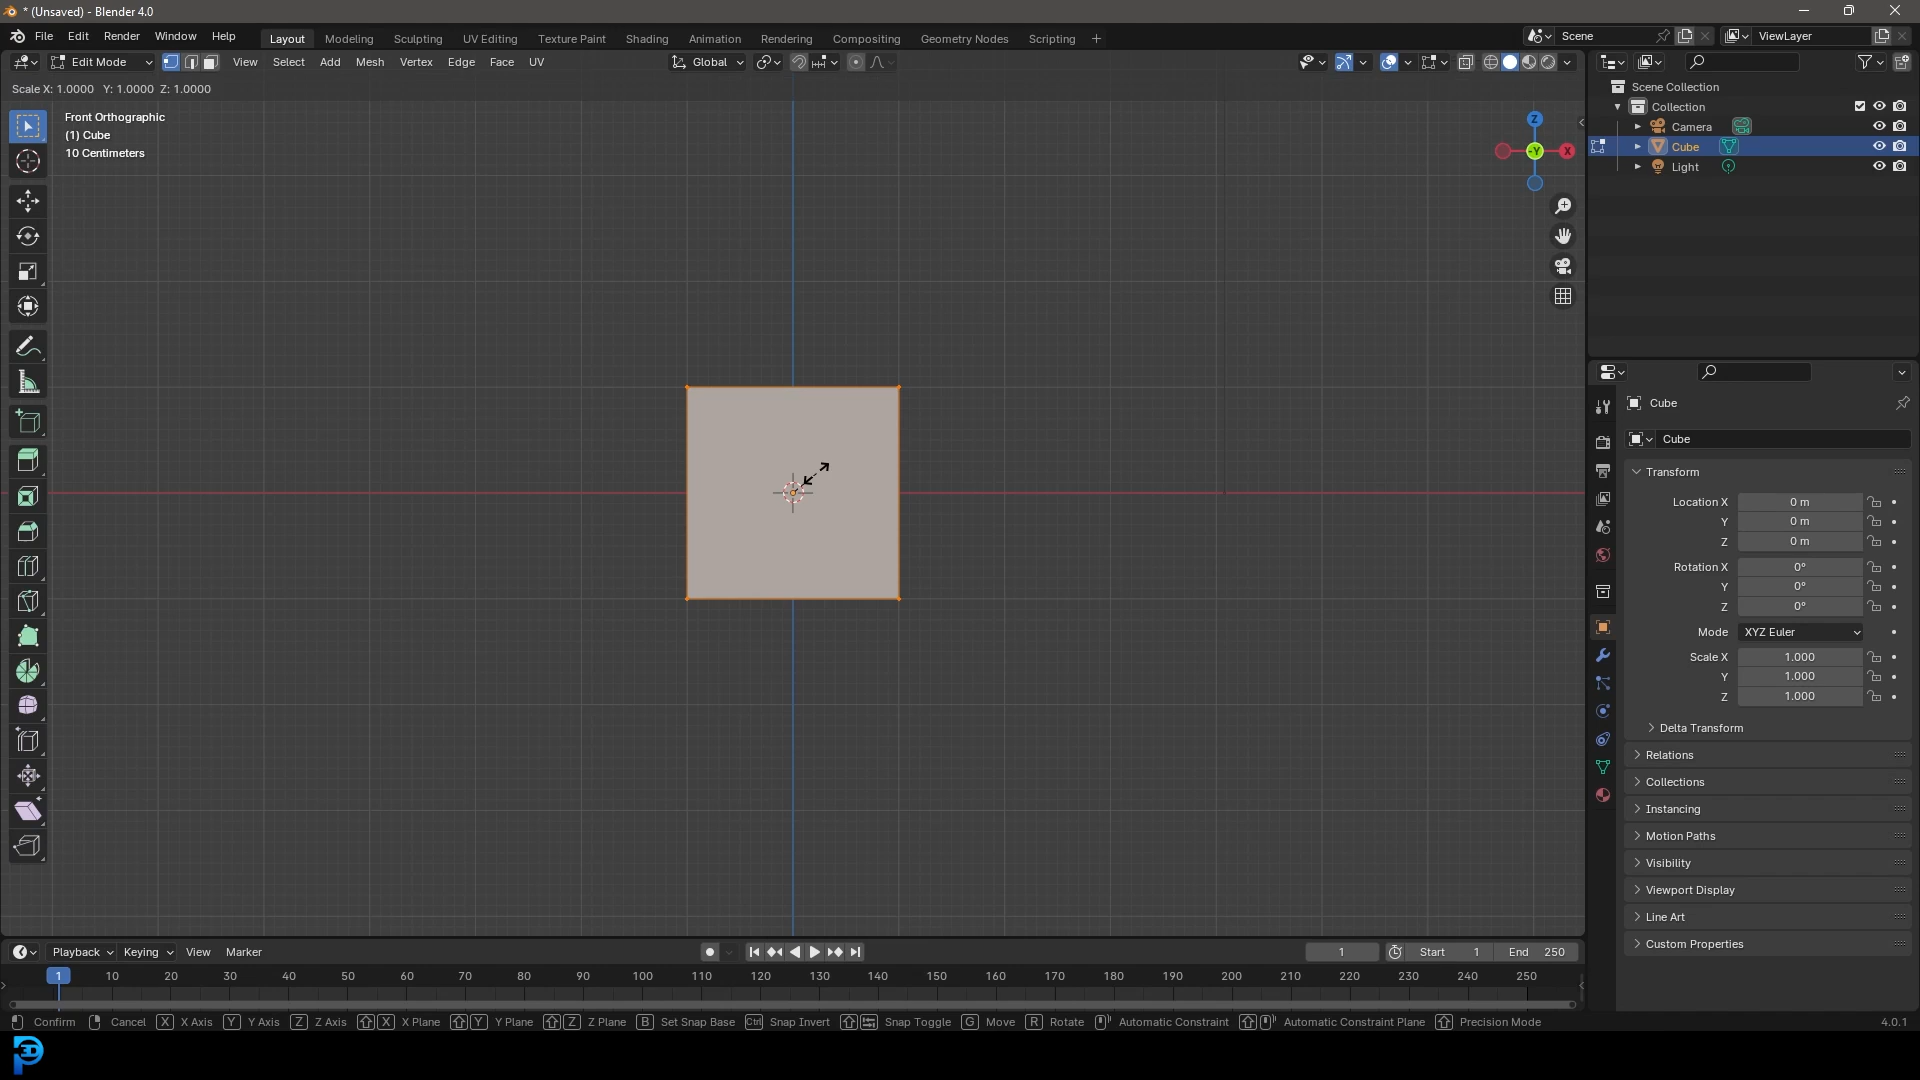 * (Unsaved) - Blender 4.0
File Edit Render Window Help Layout Modeling Sculpting UV Editing Texture Paint Shading Animation Rendering Compositing Geometry Nodes Scripting + Scene ViewLayer
Edit Mode View Select Add Mesh Vertex Edge Face UV Global
Scale X: 1.0000 Y: 1.0000 Z: 1.0000
Front Orthographic
(1) Cube
10 Centimeters
Z
-Y X
Scene Collection
Collection
Camera
Cube
Light
Cube
Cube
Transform
Location X 0 m
Y 0 m
Z 0 m
Rotation X 0°
Y 0°
Z 0°
Mode XYZ Euler
Scale X 1.000
Y 1.000
Z 1.000
Delta Transform
Relations
Collections
Instancing
Motion Paths
Visibility
Viewport Display
Line Art
Custom Properties
Playback Keying View Marker 1 Start 1 End 250
1 10 20 30 40 50 60 70 80 90 100 110 120 130 140 150 160 170 180 190 200 210 220 230 240 250
Confirm Cancel X X Axis Y Y Axis Z Z Axis X X Plane Y Y Plane Z Z Plane B Set Snap Base Ctrl Snap Invert Snap Toggle G Move R Rotate Automatic Constraint Automatic Constraint Plane Precision Mode 4.0.1
3D